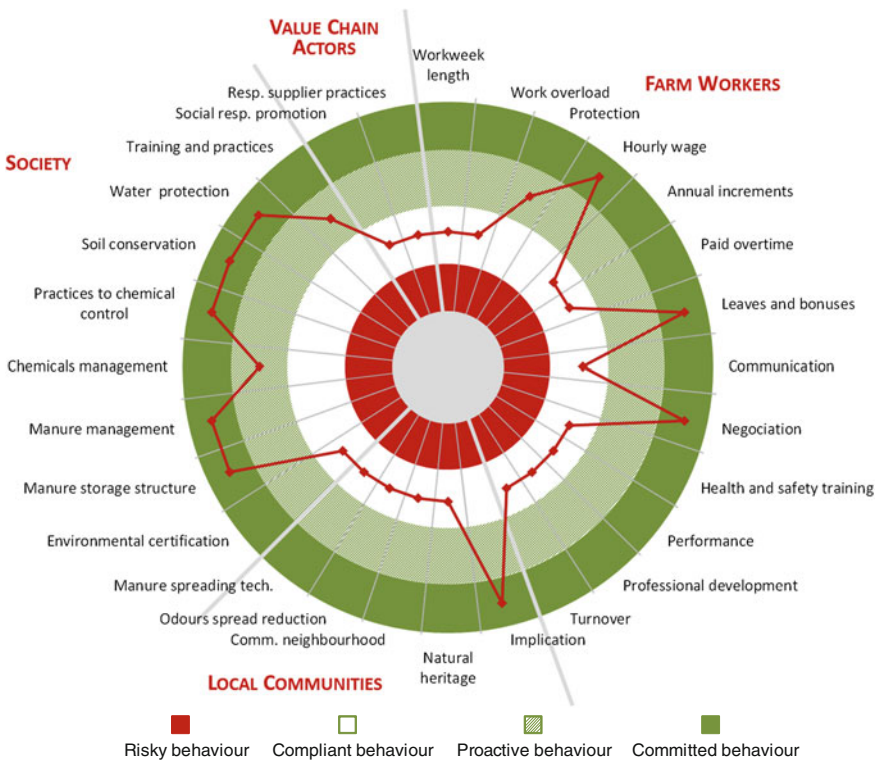 VALUE CHAIN
ACTORS
Workweek
length
FARM WORKERS
Work overload
Protection
Hourly wage
Annual increments
Paid overtime
Leaves and bonuses
Communication
Negociation
Health and safety training
Performance
Professional development
Turnover
Implication
Natural
heritage
LOCAL COMMUNITIES
Comm. neighbourhood
Odours spread reduction
Manure spreading tech.
Environmental certification
Manure storage structure
Manure management
Chemicals management
Practices to chemical
control
Soil conservation
Water protection
SOCIETY
Training and practices
Social resp. promotion
Resp. supplier practices
Risky behaviour
Compliant behaviour
Proactive behaviour
Committed behaviour